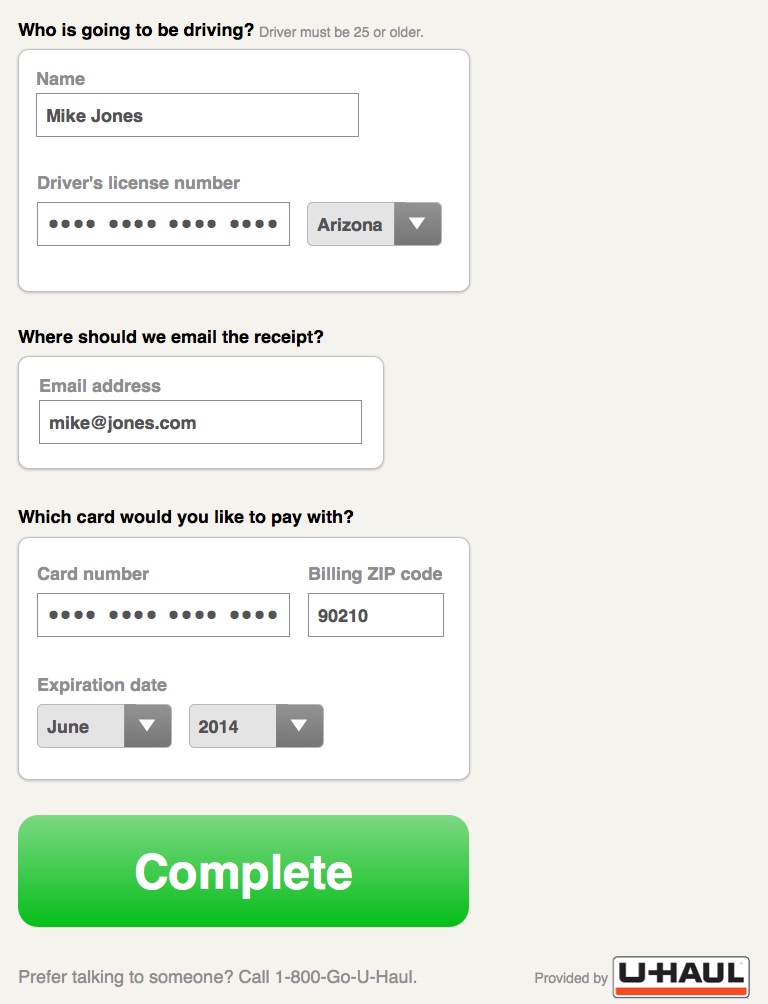 Who is going to be driving? Driver must be 25 or older.
Name
Mike Jones
Driver's license number
•••• •••• •••• •••• Arizona
Where should we email the receipt?
Email address
mike@jones.com
Which card would you like to pay with?
Card number Billing ZIP code
•••• •••• •••• •••• 90210
Expiration date
June 2014
Complete
Prefer talking to someone? Call 1-800-Go-U-Haul. Provided by U-HAUL